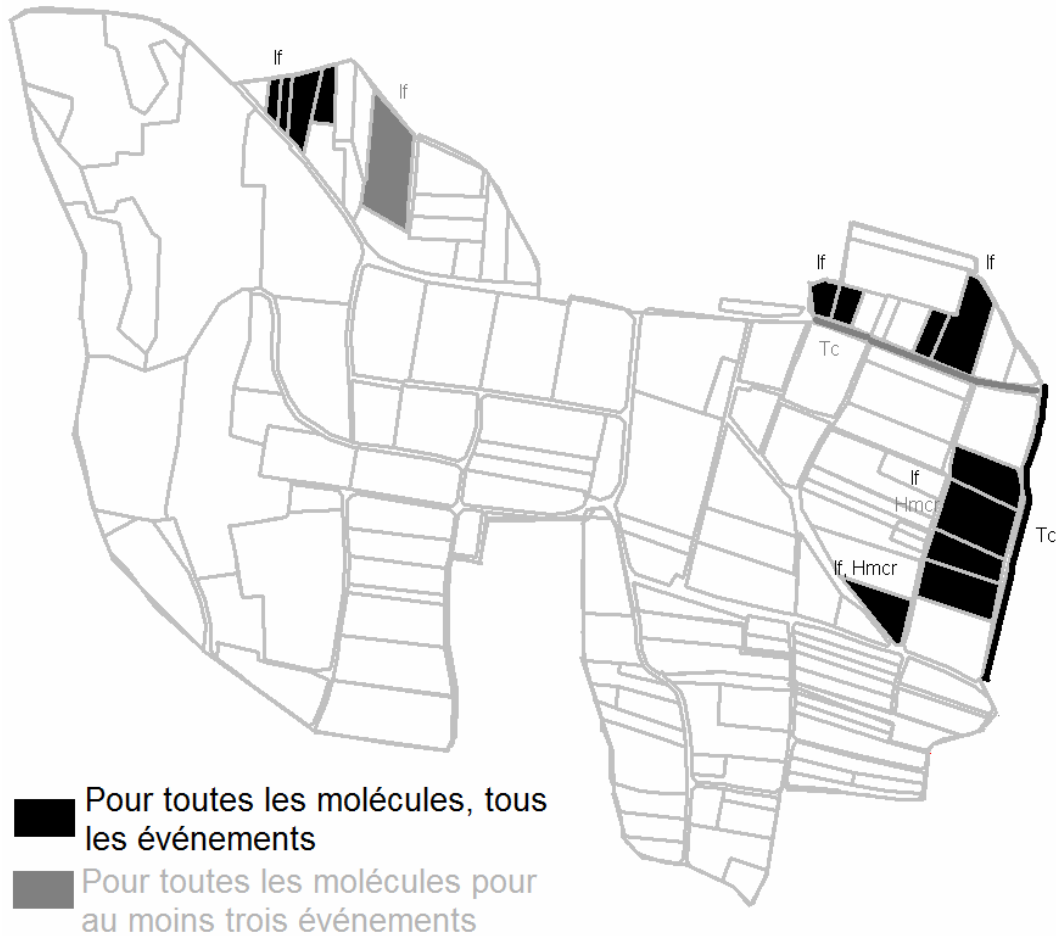 If
If
If
If
Tc
If
Hmcr
Tc
If, Hmcr
Pour toutes les molécules, tous
les événements
Pour toutes les molécules pour
au moins trois événements